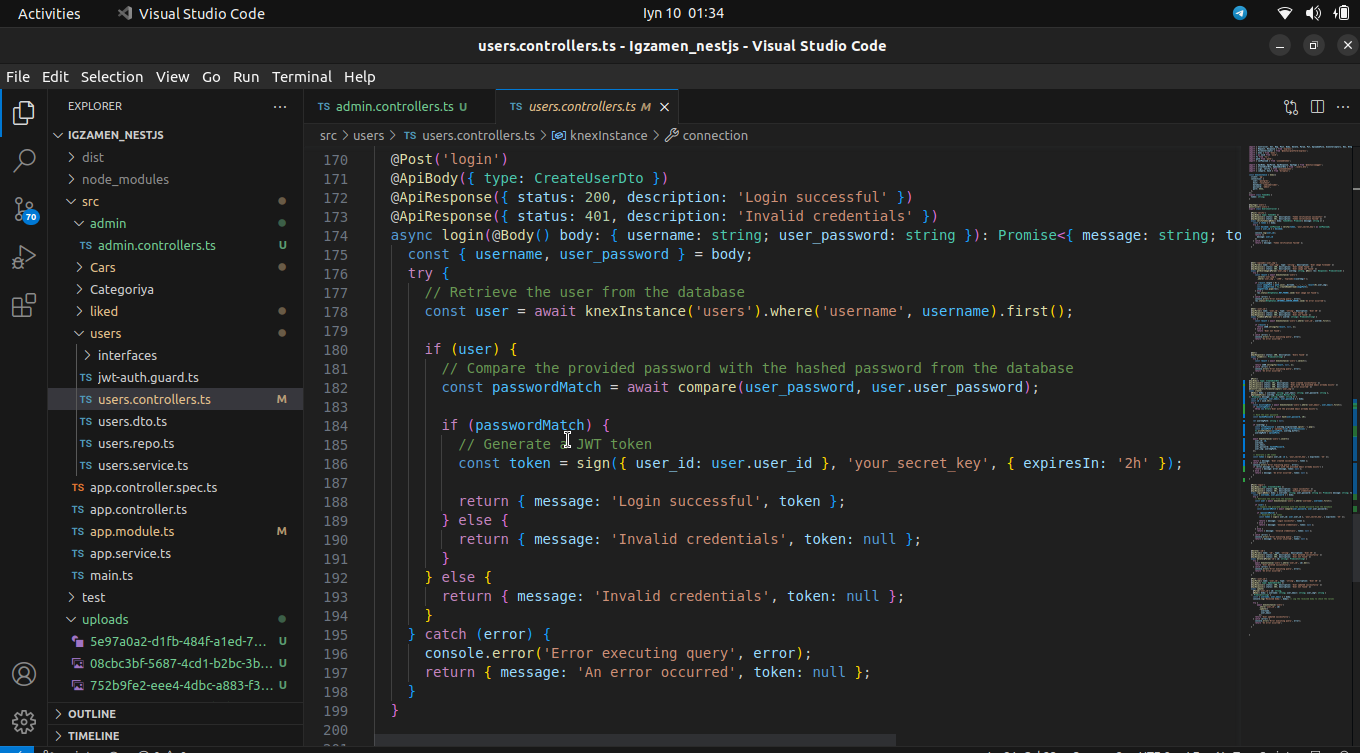 Activities
Visual Studio Code
Iyn 10 01:34
users.controllers.ts - Igzamen_nestjs - Visual Studio Code
File Edit Selection View Go Run Terminal Help
EXPLORER
IGZAMEN_NESTJS
dist
node_modules
src
admin
TS admin.controllers.ts U
Cars
Categoriya
liked
users
interfaces
TS jwt-auth.guard.ts
TS users.controllers.ts M
TS users.dto.ts
TS users.repo.ts
TS users.service.ts
TS app.controller.spec.ts
TS app.controller.ts
TS app.module.ts M
TS app.service.ts
TS main.ts
test
uploads
5e97a0a2-d1fb-484f-a1ed-7... U
08cbc3bf-5687-4cd1-b2bc-3b... U
752b9fe2-eee4-4dbc-a883-f3... U
OUTLINE
TIMELINE
70
TS admin.controllers.ts U
TS users.controllers.ts M
src > users > TS users.controllers.ts > knexInstance > connection
170 @Post('login')
171 @ApiBody({ type: CreateUserDto })
172 @ApiResponse({ status: 200, description: 'Login successful' })
173 @ApiResponse({ status: 401, description: 'Invalid credentials' })
174 async login(@Body() body: { username: string; user_password: string }): Promise<{ message: string; to
175 const { username, user_password } = body;
176 try {
177 // Retrieve the user from the database
178 const user = await knexInstance('users').where('username', username).first();
179
180 if (user) {
181 // Compare the provided password with the hashed password from the database
182 const passwordMatch = await compare(user_password, user.user_password);
183
184 if (passwordMatch) {
185 // Generate a JWT token
186 const token = sign({ user_id: user.user_id }, 'your_secret_key', { expiresIn: '2h' });
187
188 return { message: 'Login successful', token };
189 } else {
190 return { message: 'Invalid credentials', token: null };
191 }
192 } else {
193 return { message: 'Invalid credentials', token: null };
194 }
195 } catch (error) {
196 console.error('Error executing query', error);
197 return { message: 'An error occurred', token: null };
198 }
199 }
200